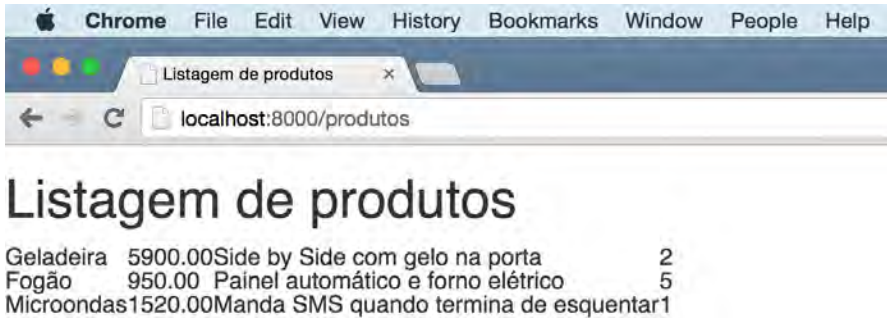 Chrome File Edit View History Bookmarks Window People Help
Listagem de produtos ×
localhost:8000/produtos
Listagem de produtos
Geladeira 5900.00Side by Side com gelo na porta 2
Fogão 950.00 Painel automático e forno elétrico 5
Microondas1520.00Manda SMS quando termina de esquentar1